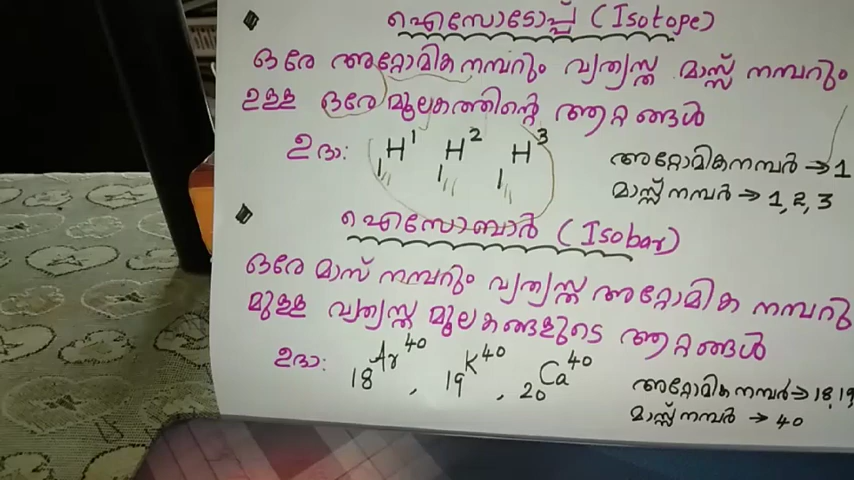 ഐസോടോപ്പ് (Isotope)
ഒരേ അറ്റോമിക നമ്പറും വ്യത്യസ്ത മാസ്സ് നമ്പറും
ഉള്ള ഒരേ മൂലകത്തിന്റെ ആറ്റങ്ങൾ
ഉദാ: ₁H¹ ₁H² ₁H³
അറ്റോമികനമ്പർ → 1
മാസ്സ് നമ്പർ → 1, 2, 3
ഐസോബാർ (Isobar)
ഒരേ മാസ് നമ്പറും വ്യത്യസ്ത അറ്റോമിക നമ്പറു
മുള്ള വ്യത്യസ്ത മൂലകങ്ങളുടെ ആറ്റങ്ങൾ
ഉദാ: ₁₈Ar⁴⁰, ₁₉K⁴⁰, ₂₀Ca⁴⁰
അറ്റോമികനമ്പർ → 18, 19
മാസ്സ് നമ്പർ → 40